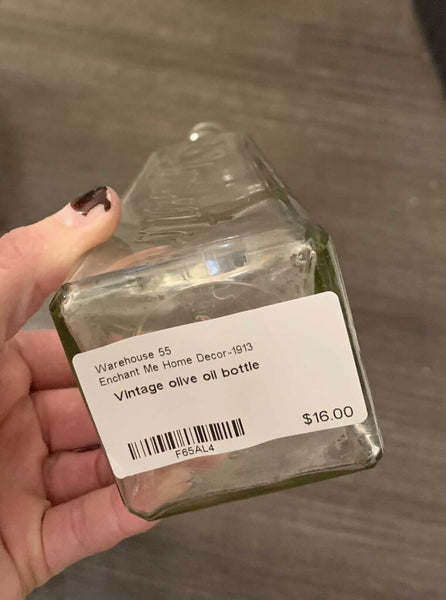 Warehouse 55
Enchant Me Home Decor-1913
Vintage olive oil bottle
$16.00
F65AL4